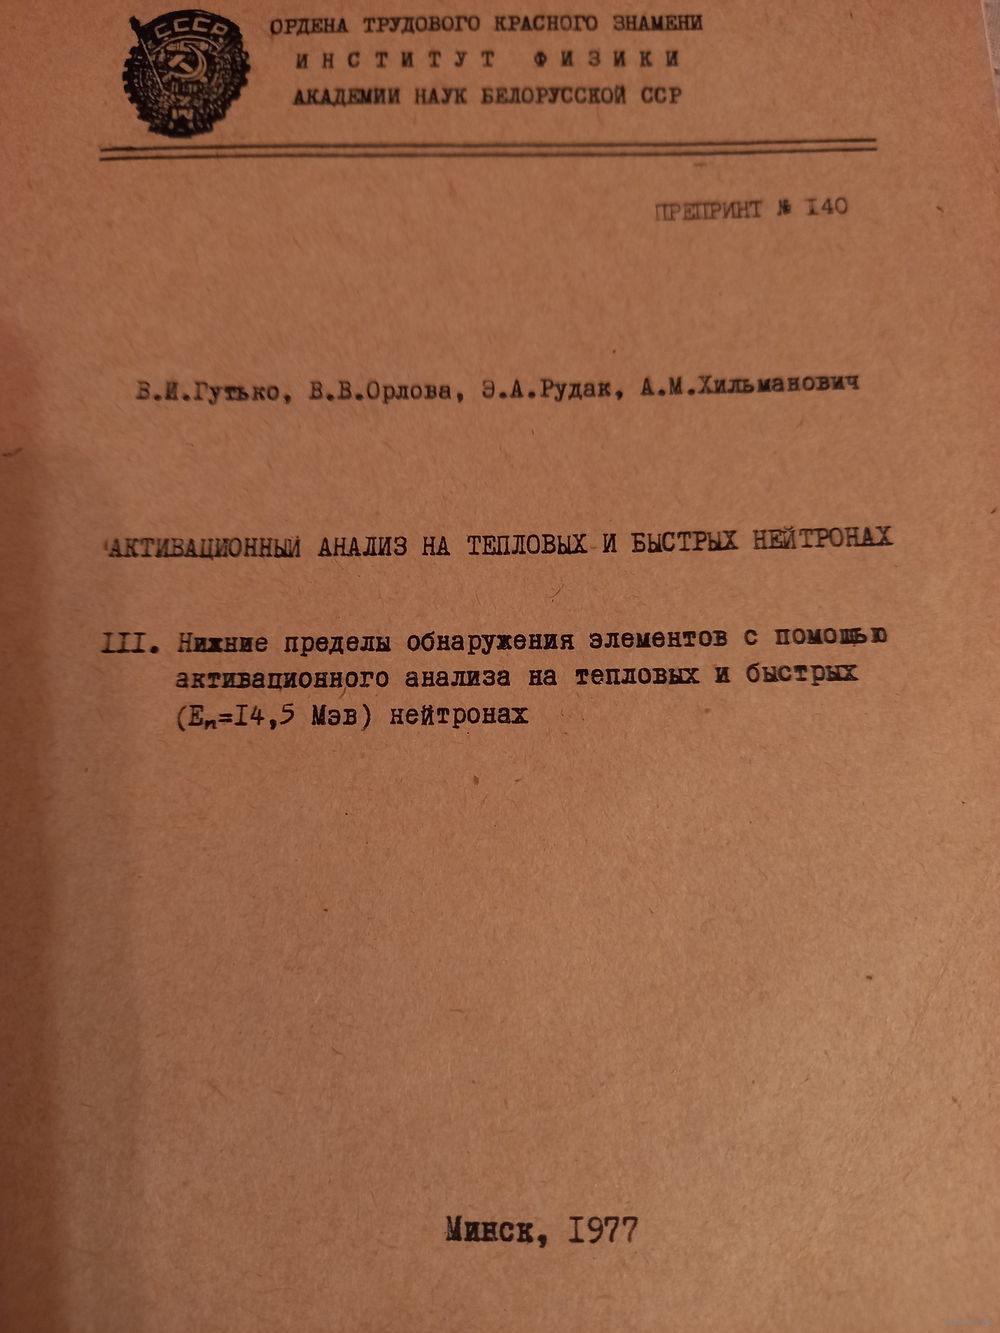 СССР
ОРДЕНА ТРУДОВОГО КРАСНОГО ЗНАМЕНИ
ИНСТИТУТ ФИЗИКИ
АКАДЕМИИ НАУК БЕЛОРУССКОЙ ССР
ПРЕПРИНТ № I40
В.И.Гутько, В.В.Орлова, Э.А.Рудак, А.М.Хильманович
АКТИВАЦИОННЫЙ АНАЛИЗ НА ТЕПЛОВЫХ И БЫСТРЫХ НЕЙТРОНАХ
III. Нижние пределы обнаружения элементов с помощью
активационного анализа на тепловых и быстрых
(Eₙ=I4,5 Мэв) нейтронах
Минск, I977